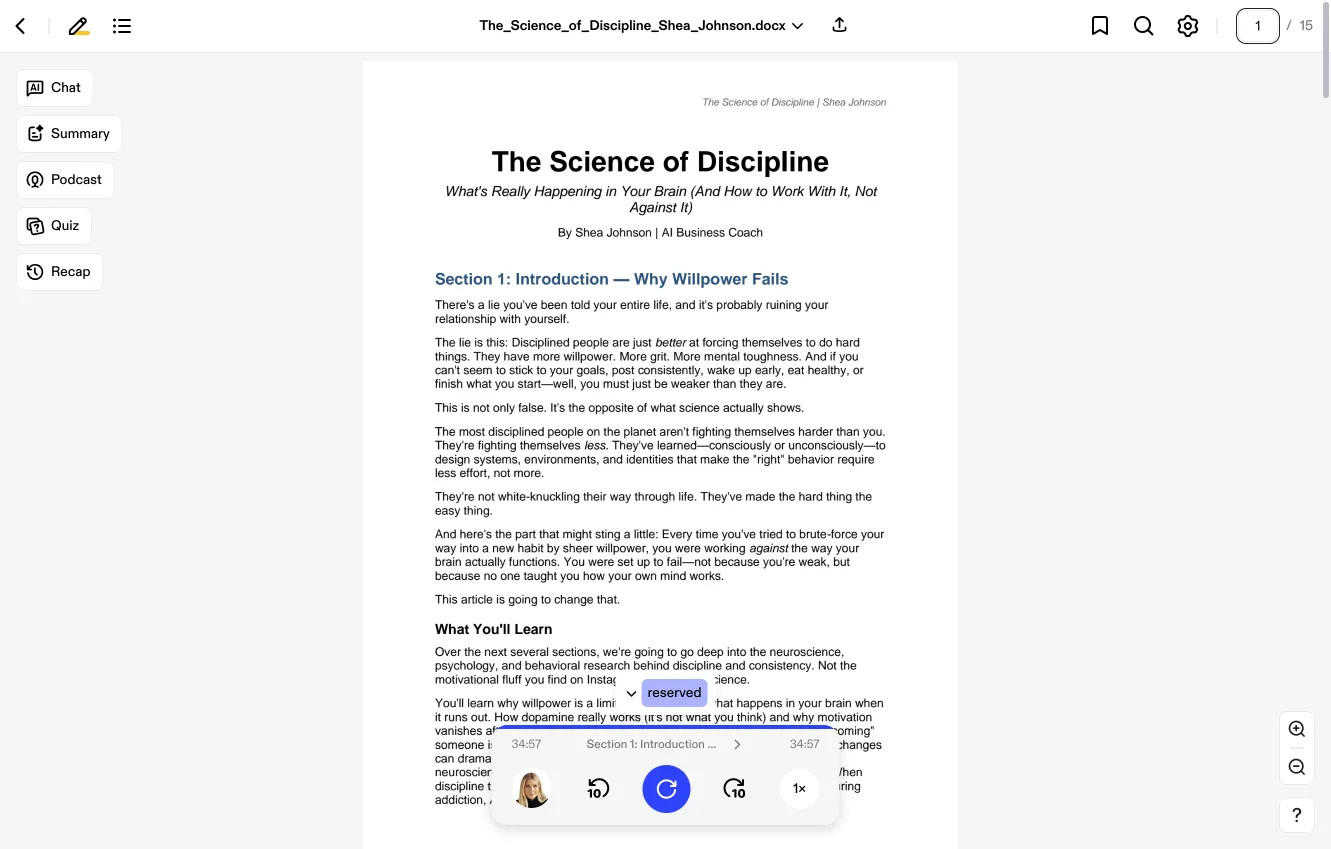 The_Science_of_Discipline_Shea_Johnson.docx
1 / 15
Chat
Summary
Podcast
Quiz
Recap
The Science of Discipline | Shea Johnson
The Science of Discipline
What's Really Happening in Your Brain (And How to Work With It, Not
Against It)
By Shea Johnson | AI Business Coach
Section 1: Introduction — Why Willpower Fails
There's a lie you've been told your entire life, and it's probably ruining your
relationship with yourself.
The lie is this: Disciplined people are just better at forcing themselves to do hard
things. They have more willpower. More grit. More mental toughness. And if you
can't seem to stick to your goals, post consistently, wake up early, eat healthy, or
finish what you start—well, you must just be weaker than they are.
This is not only false. It's the opposite of what science actually shows.
The most disciplined people on the planet aren't fighting themselves harder than you.
They're fighting themselves less. They've learned—consciously or unconsciously—to
design systems, environments, and identities that make the "right" behavior require
less effort, not more.
They're not white-knuckling their way through life. They've made the hard thing the
easy thing.
And here's the part that might sting a little: Every time you've tried to brute-force your
way into a new habit by sheer willpower, you were working against the way your
brain actually functions. You were set up to fail—not because you're weak, but
because no one taught you how your own mind works.
This article is going to change that.
What You'll Learn
Over the next several sections, we're going to go deep into the neuroscience,
psychology, and behavioral research behind discipline and consistency. Not the
motivational fluff you find on
reserved
You'll learn why willpower is a happens in your brain when
it runs out. How dopamine really works (it's not what you think) and why motivation
vanishes
someone changes
can
discipline
34:57
Section 1: Introduction ...
34:57
10
10
1×
?